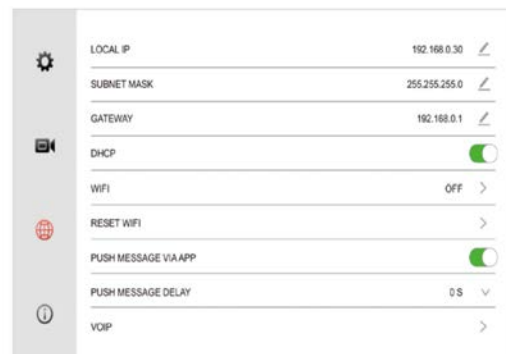 LOCAL IP 192.168.0.30
SUBNET MASK 255.255.255.0
GATEWAY 192.168.0.1
DHCP
WIFI OFF
RESET WIFI
PUSH MESSAGE VIA APP
PUSH MESSAGE DELAY 0 S
VOIP